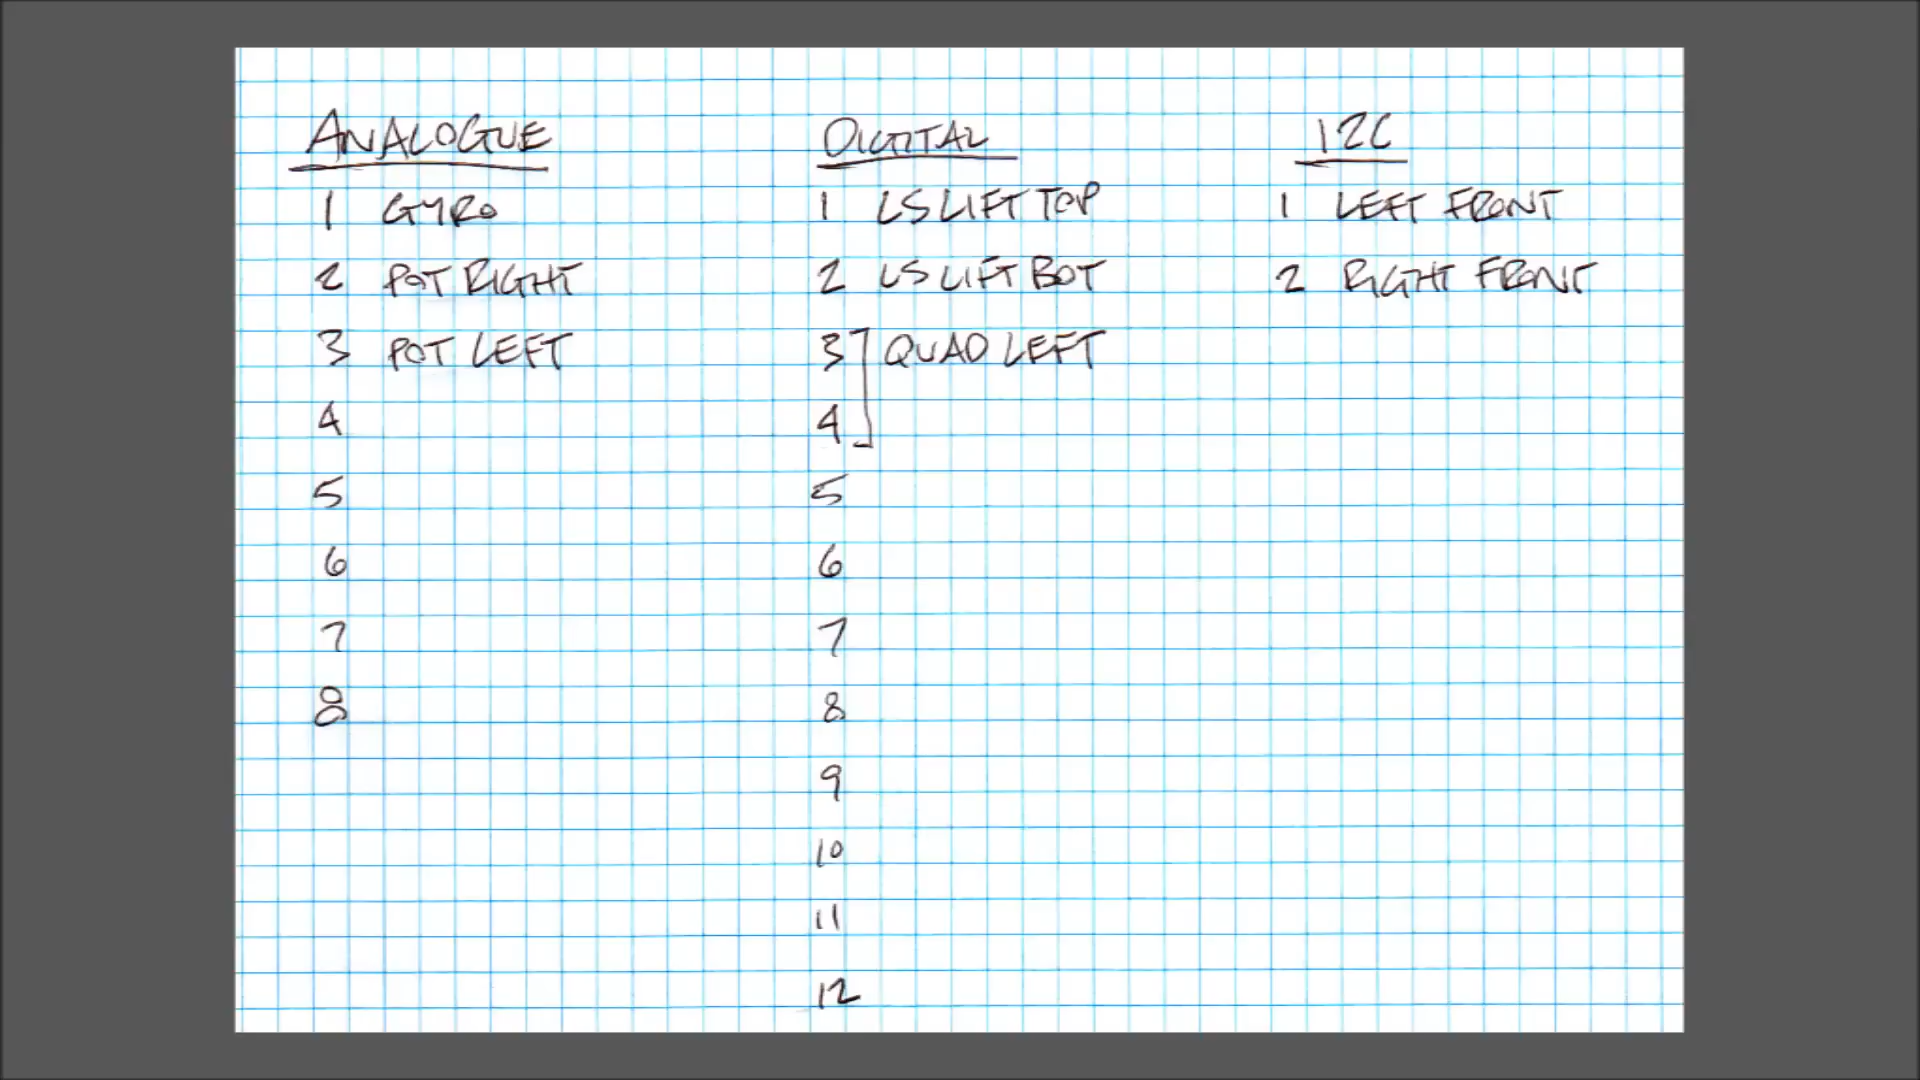 ANALOGUE
1 GYRO
2 POT RIGHT
3 POT LEFT
4
5
6
7
8
DIGITAL
1 LS LIFT TOP
2 LS LIFT BOT
3 QUAD LEFT
4
5
6
7
8
9
10
11
12
I2C
1 LEFT FRONT
2 RIGHT FRONT